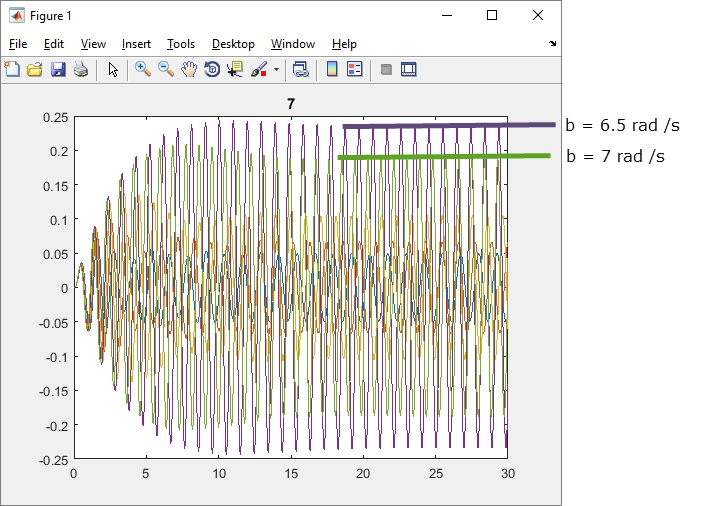 Figure 1
File Edit View Insert Tools Desktop Window Help
7
0.25
0.2
0.15
0.1
0.05
0
-0.05
-0.1
-0.15
-0.2
-0.25
0 5 10 15 20 25 30
b = 6.5 rad /s
b = 7 rad /s